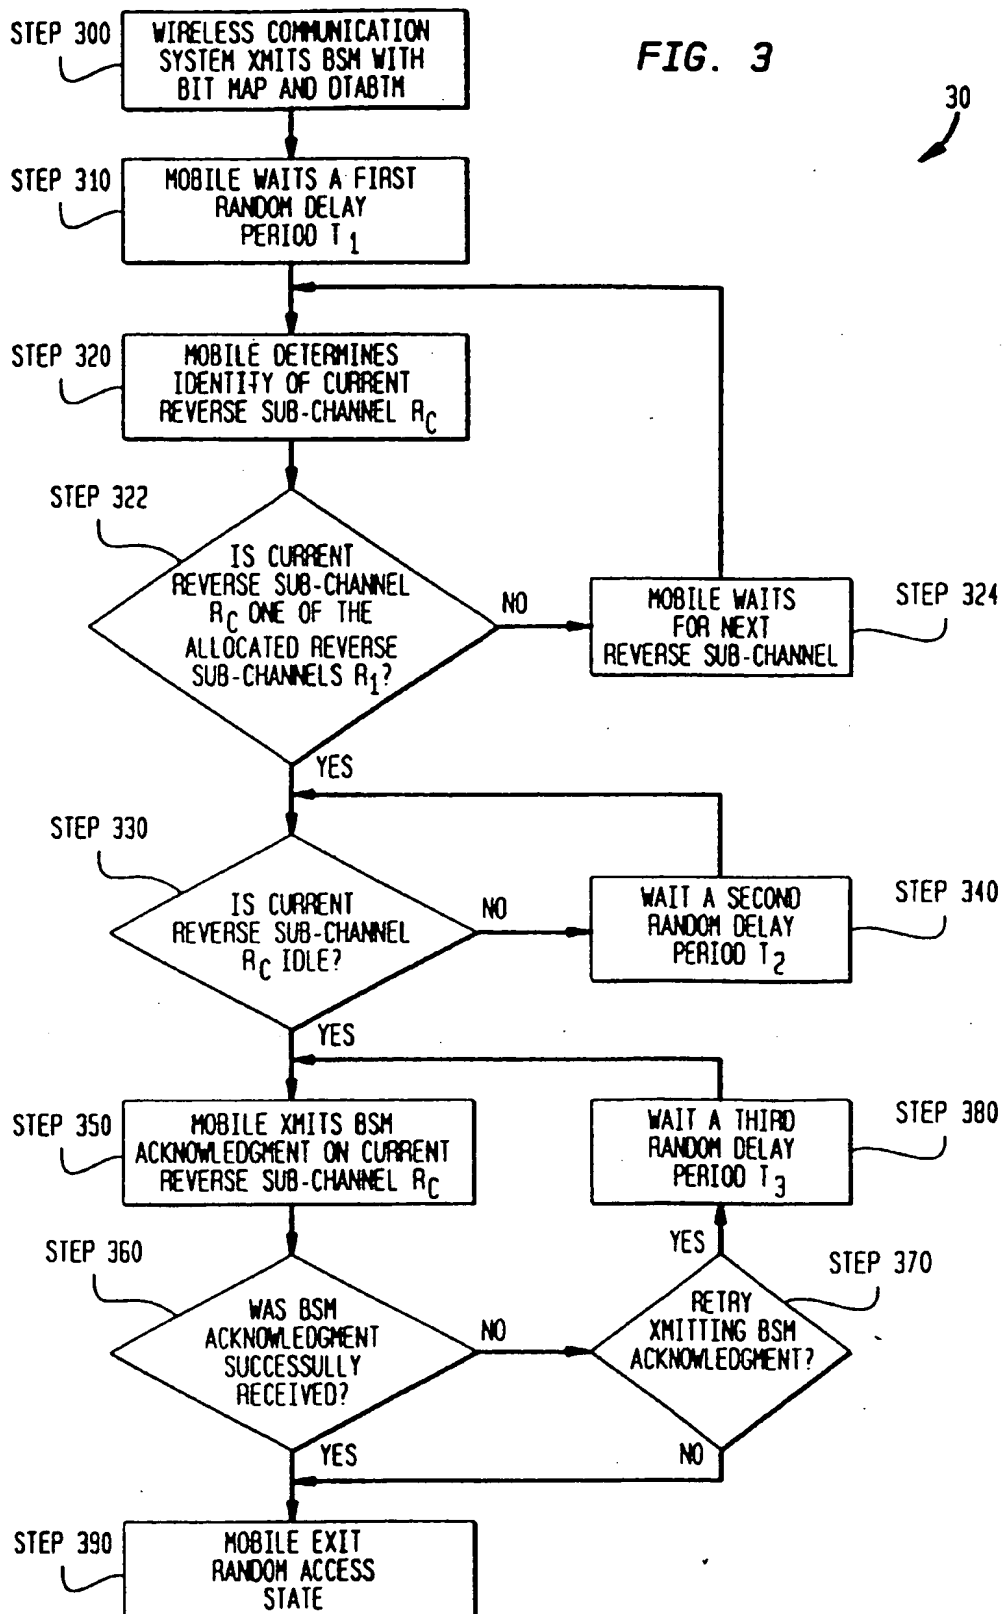 FIG. 3
30
STEP 300
WIRELESS COMMUNICATION
SYSTEM XMITS BSM WITH
BIT MAP AND DTABTM
STEP 310
MOBILE WAITS A FIRST
RANDOM DELAY
PERIOD T1
STEP 320
MOBILE DETERMINES
IDENTITY OF CURRENT
REVERSE SUB-CHANNEL RC
STEP 322
IS CURRENT
REVERSE SUB-CHANNEL
RC ONE OF THE
ALLOCATED REVERSE
SUB-CHANNELS R1?
NO
MOBILE WAITS
FOR NEXT
REVERSE SUB-CHANNEL
STEP 324
YES
STEP 330
IS CURRENT
REVERSE SUB-CHANNEL
RC IDLE?
NO
WAIT A SECOND
RANDOM DELAY
PERIOD T2
STEP 340
YES
STEP 350
MOBILE XMITS BSM
ACKNOWLEDGMENT ON CURRENT
REVERSE SUB-CHANNEL RC
WAIT A THIRD
RANDOM DELAY
PERIOD T3
STEP 380
YES
STEP 360
WAS BSM
ACKNOWLEDGMENT
SUCCESSFULLY
RECEIVED?
NO
STEP 370
RETRY
XMITTING BSM
ACKNOWLEDGMENT?
YES
NO
STEP 390
MOBILE EXIT
RANDOM ACCESS
STATE